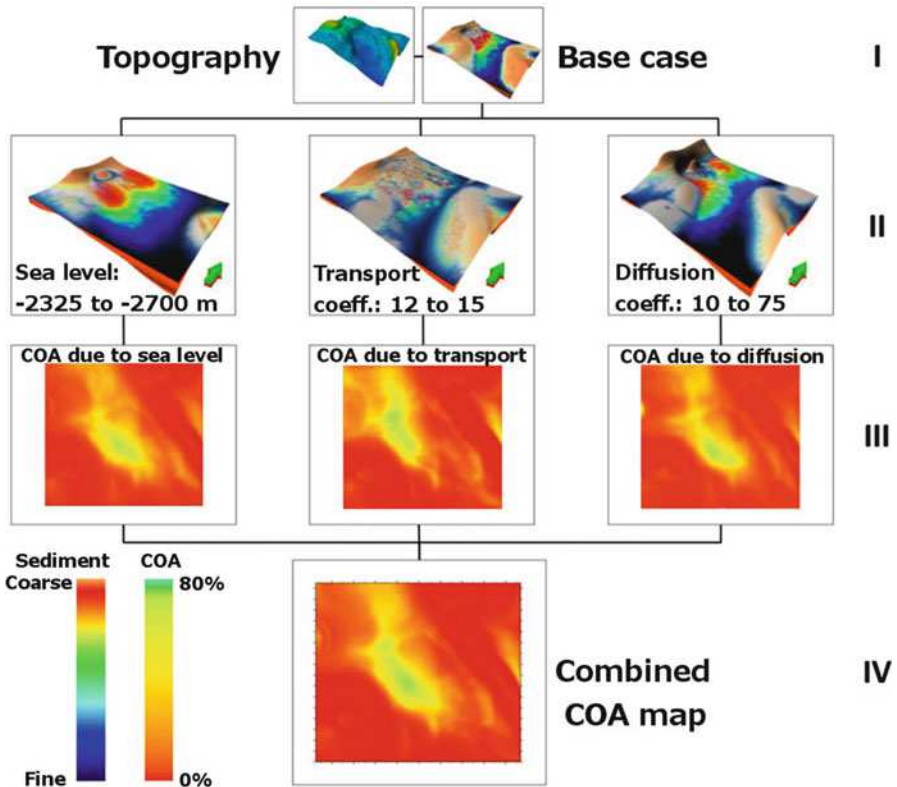 Topography
Base case
I
Sea level:
-2325 to -2700 m
Transport
coeff.: 12 to 15
Diffusion
coeff.: 10 to 75
II
COA due to sea level
COA due to transport
COA due to diffusion
III
Sediment
Coarse
Fine
COA
80%
0%
Combined
COA map
IV